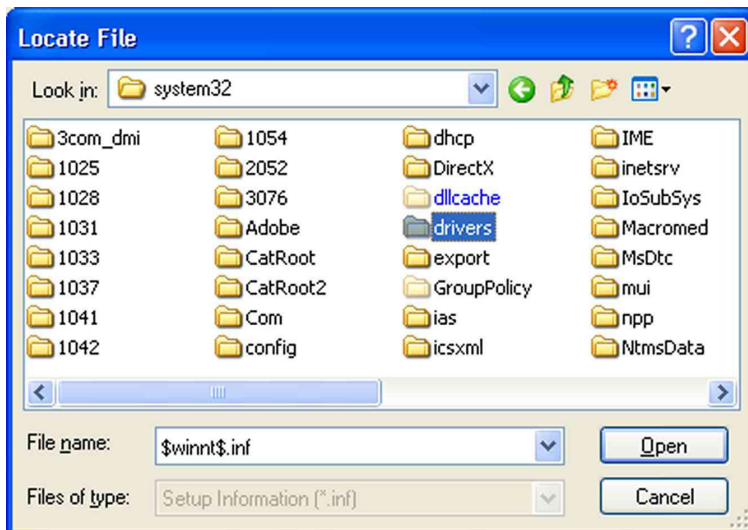 Locate File
Look in: system32
3com_dmi 1054 dhcp IME
1025 2052 DirectX inetsrv
1028 3076 dllcache IoSubSys
1031 Adobe drivers Macromed
1033 CatRoot export MsDtc
1037 CatRoot2 GroupPolicy mui
1041 Com ias npp
1042 config icsxml NtmsData
File name: $winnt$.inf Open
Files of type: Setup Information (*.inf) Cancel